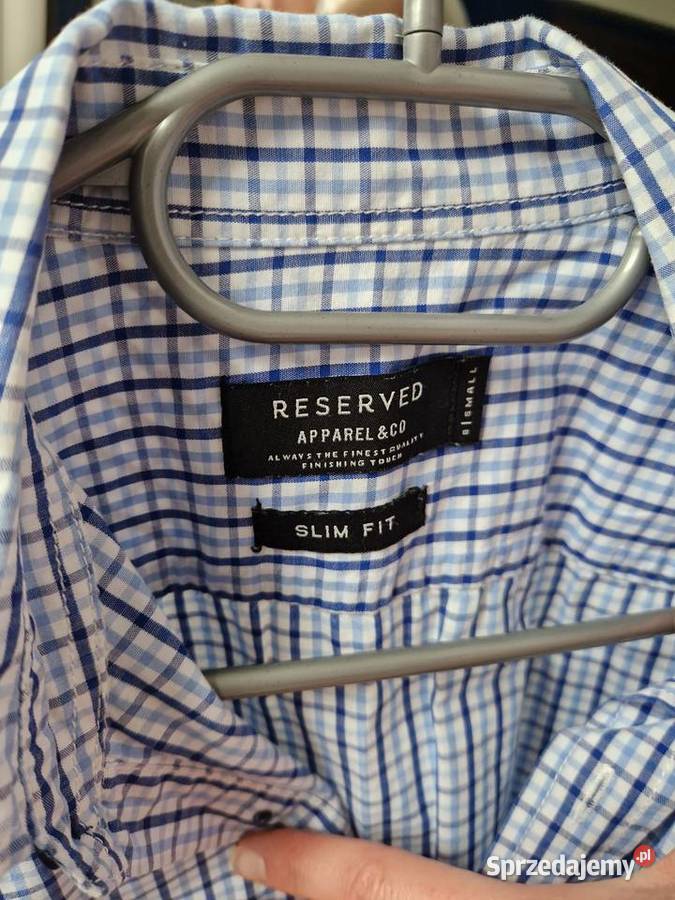 RESERVED
APPAREL&CO
ALWAYS THE FINEST QUALITY
FINISHING TOUCH
S|SMALL
SLIM FIT
Sprzedajemy.pl